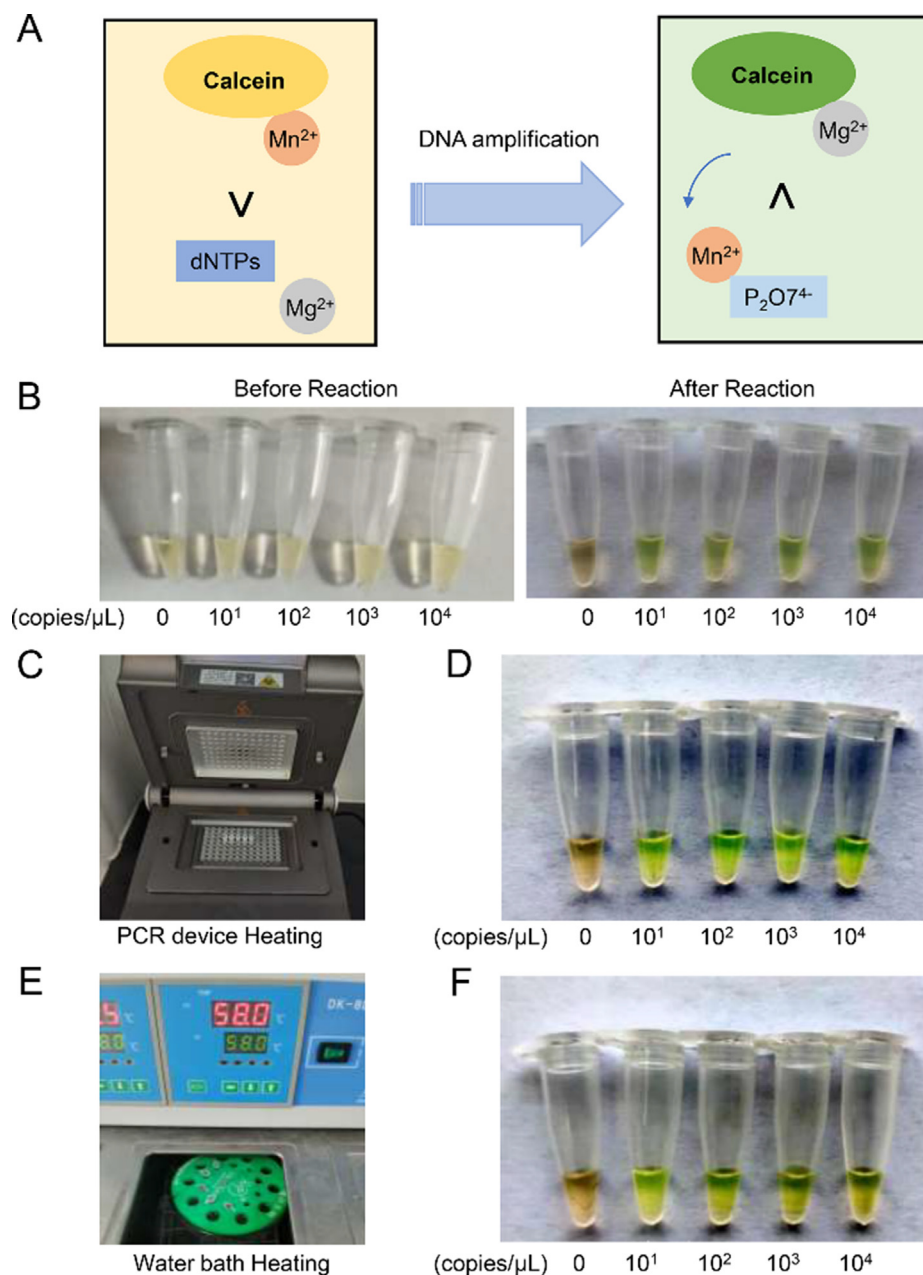 A
Calcein
Mn²⁺
V
dNTPs
Mg²⁺
DNA amplification
Calcein
Mg²⁺
Λ
Mn²⁺
P₂O7⁴⁻
B
Before Reaction
After Reaction
(copies/μL) 0 10¹ 10² 10³ 10⁴
0 10¹ 10² 10³ 10⁴
C
PCR device Heating
D
(copies/μL) 0 10¹ 10² 10³ 10⁴
E
58.0 ℃
58.0 ℃
Water bath Heating
F
(copies/μL) 0 10¹ 10² 10³ 10⁴